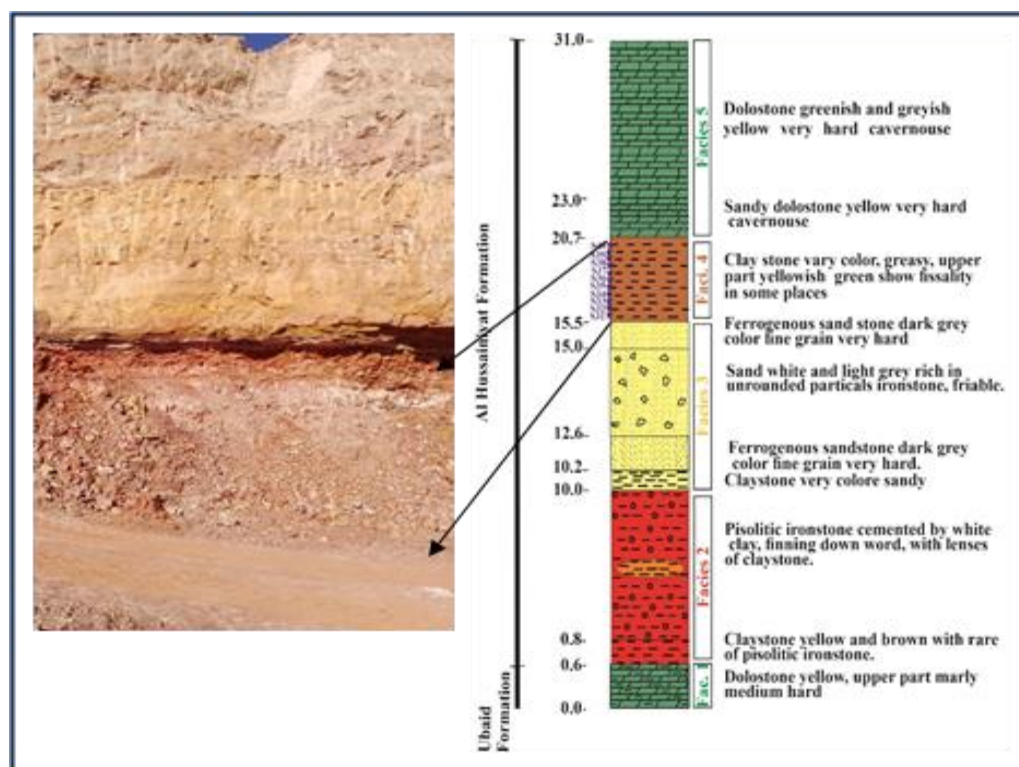 31.0
Facies 5
Dolostone greenish and greyish
yellow very hard cavernouse
23.0
Sandy dolostone yellow very hard
cavernouse
20.7
Faci. 4
Clay stone vary color, greasy, upper
part yellowish green show fissality
in some places
15.5
Ferrogenous sand stone dark grey
color fine grain very hard
15.0
Facies 3
Sand white and light grey rich in
unrounded particals ironstone, friable.
12.6
Ferrogenous sandstone dark grey
color fine grain very hard.
10.2
Claystone very colore sandy
10.0
Facies 2
Pisolitic ironstone cemented by white
clay, finning down word, with lenses
of claystone.
0.8
Claystone yellow and brown with rare
of pisolitic ironstone.
0.6
Fac. 1
Dolostone yellow, upper part marly
medium hard
0.0
Al Hussainiyat Formation
Ubaid
Formation